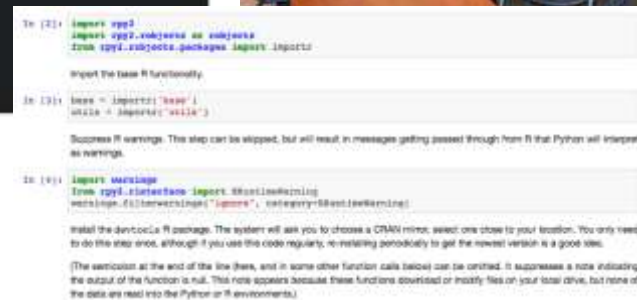 In [2]: import rpy2
import rpy2.robjects as robjects
from rpy2.robjects.packages import importr
Import the base R functionality.
In [3]: base = importr('base')
utils = importr('utils')
Suppress R warnings. This step can be skipped, but will result in messages getting passed through from R that Python will interpret
as warnings.
In [4]: import warnings
from rpy2.rinterface import RRuntimeWarning
warnings.filterwarnings("ignore", category=RRuntimeWarning)
Install the devtools R package. The system will ask you to choose a CRAN mirror, select one close to your location. You only need
to do this step once, although if you use this code regularly, re-installing periodically to get the newest version is a good idea.
(The semicolon at the end of the line (here, and in some other function calls below) can be omitted. It suppresses a note indicating
the output of the function is null. This note appears because these functions download or modify files on your local drive, but none of
the data are read into the Python or R environments.)